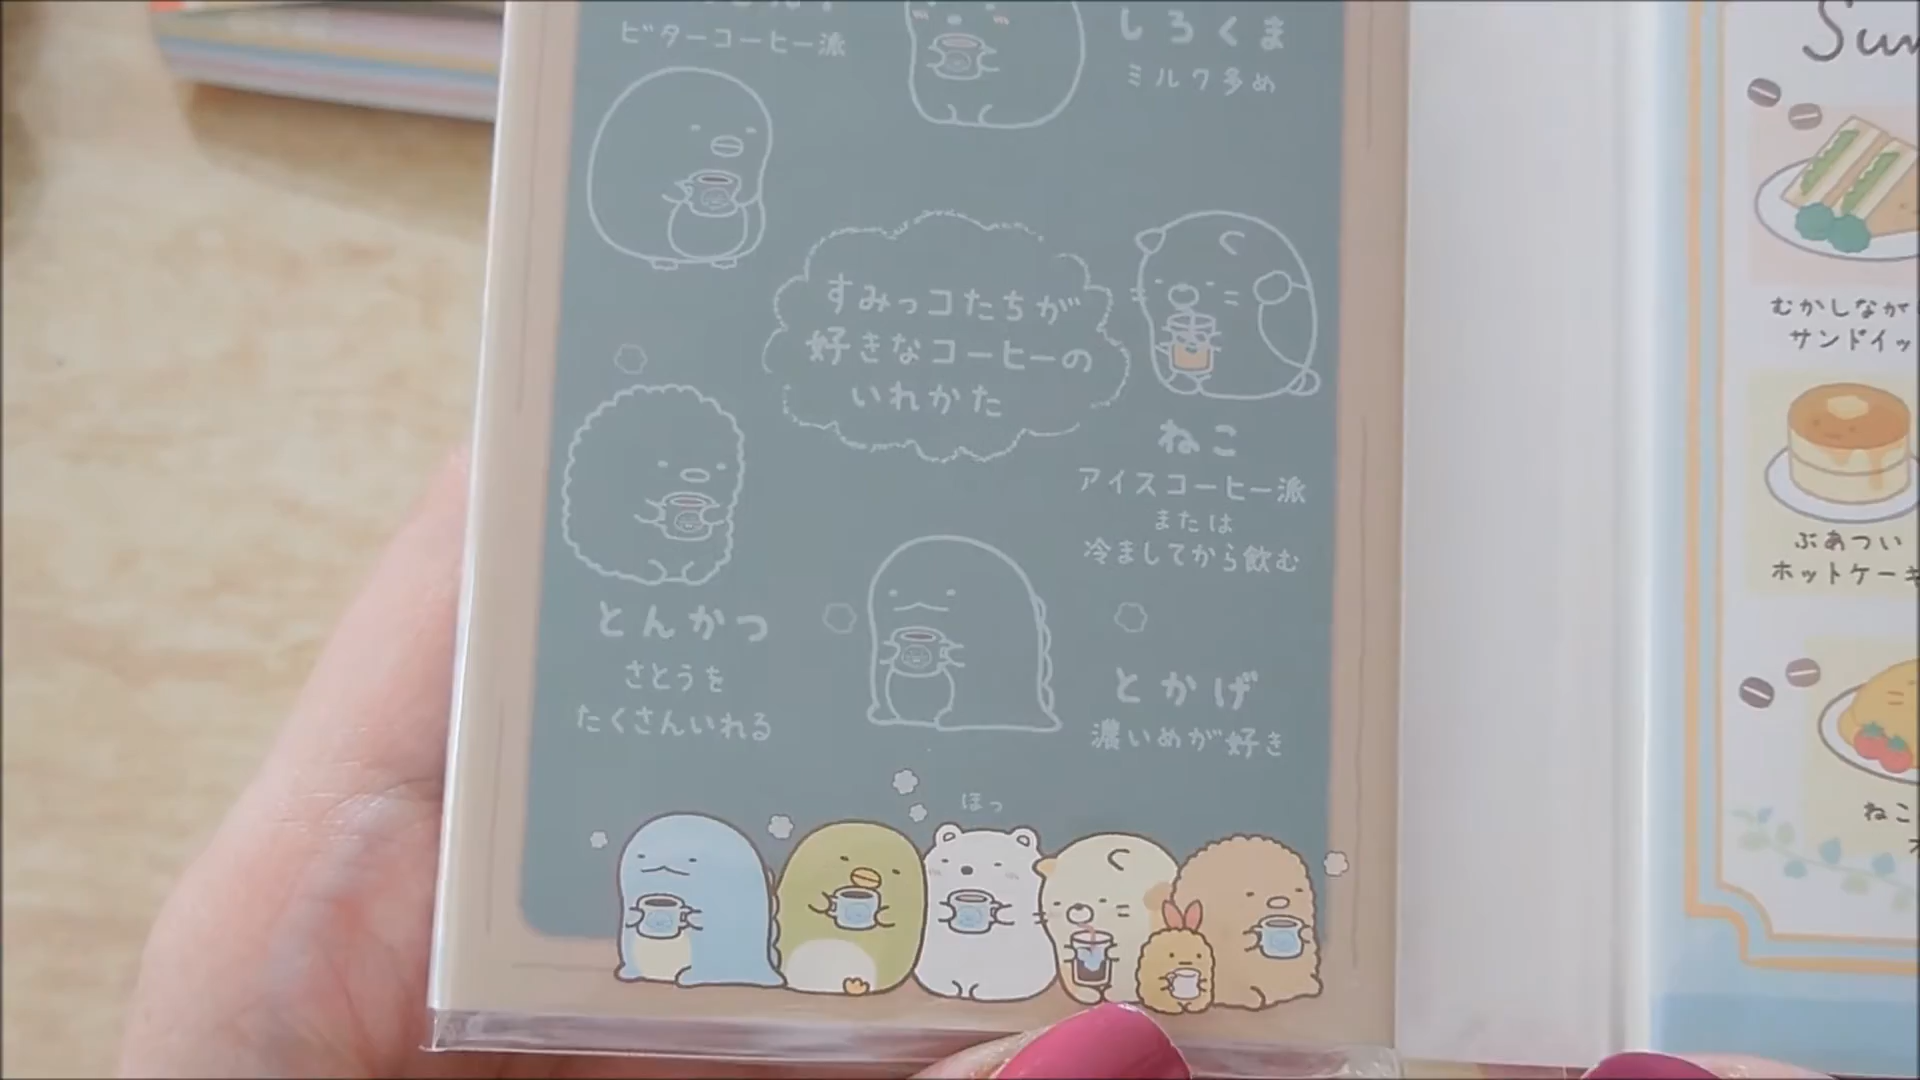 ビターコーヒー派
しろくま
ミルク多め
すみっコたちが
好きなコーヒーの
いれかた
ねこ
アイスコーヒー派
または
冷ましてから飲む
とんかつ
さとうを
たくさんいれる
とかげ
濃いめが好き
ほっ
むかしなが
サンドイッ
ぶあつい
ホットケーキ
ねこ